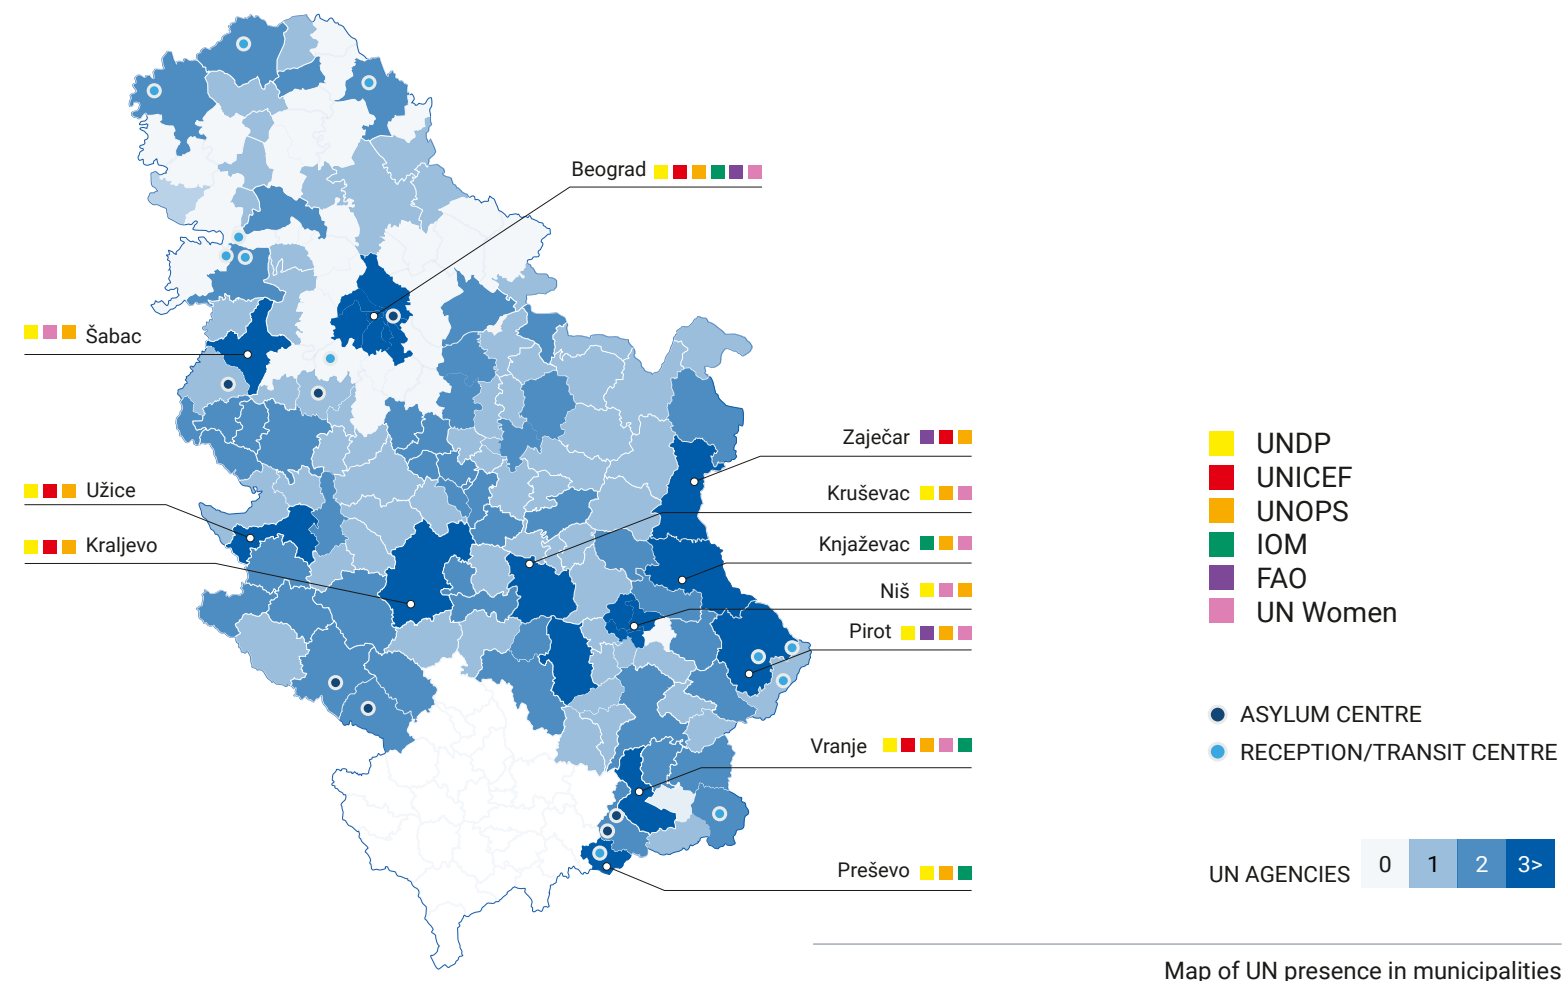 Beograd
Šabac
Zaječar
Užice
Kruševac
Kraljevo
Knjaževac
Niš
Pirot
Vranje
Preševo
UNDP
UNICEF
UNOPS
IOM
FAO
UN Women
ASYLUM CENTRE
RECEPTION/TRANSIT CENTRE
UN AGENCIES 0 1 2 3>
Map of UN presence in municipalities